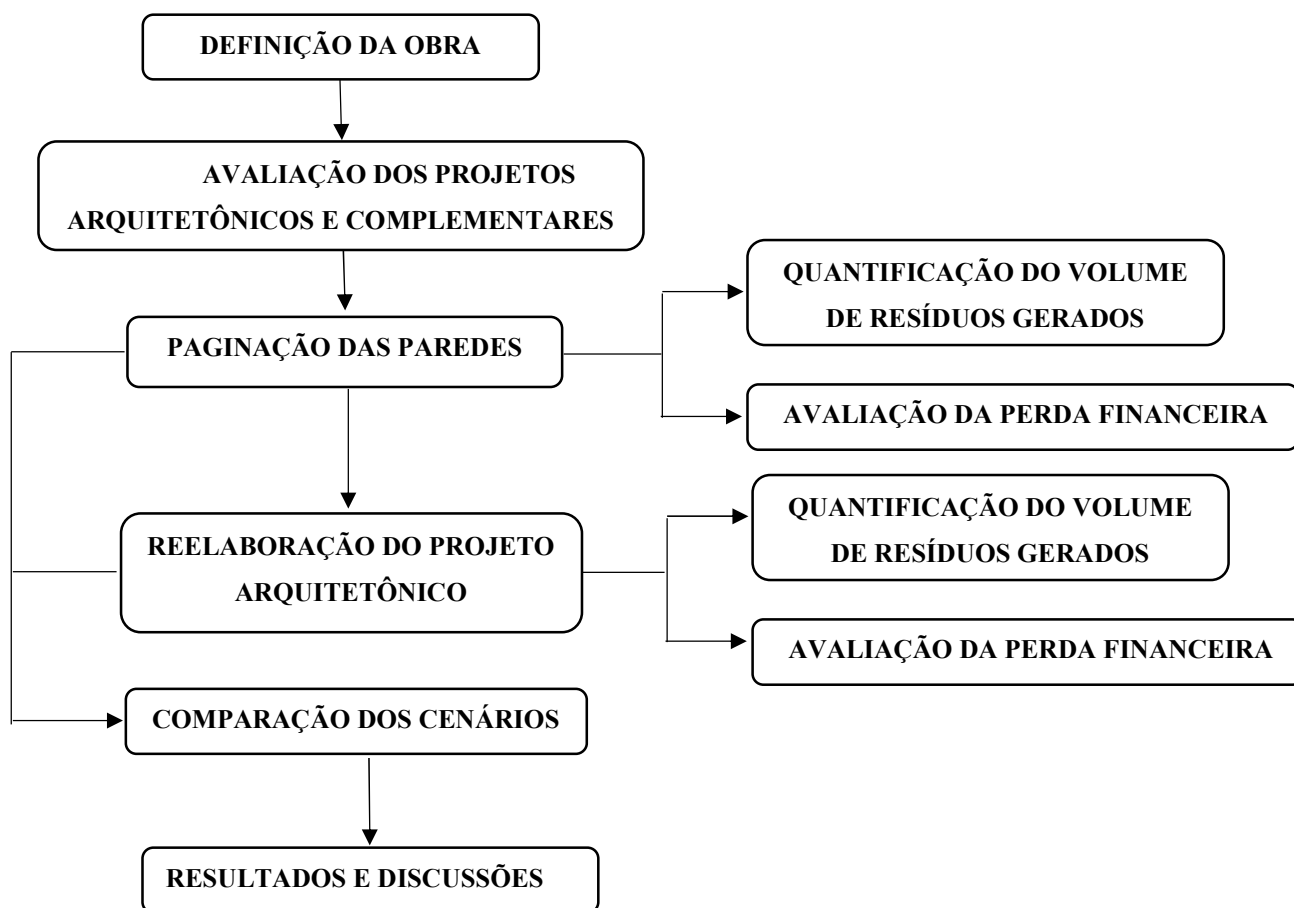 DEFINIÇÃO DA OBRA
AVALIAÇÃO DOS PROJETOS
ARQUITETÔNICOS E COMPLEMENTARES
PAGINAÇÃO DAS PAREDES
QUANTIFICAÇÃO DO VOLUME
DE RESÍDUOS GERADOS
AVALIAÇÃO DA PERDA FINANCEIRA
REELABORAÇÃO DO PROJETO
ARQUITETÔNICO
QUANTIFICAÇÃO DO VOLUME
DE RESÍDUOS GERADOS
AVALIAÇÃO DA PERDA FINANCEIRA
COMPARAÇÃO DOS CENÁRIOS
RESULTADOS E DISCUSSÕES